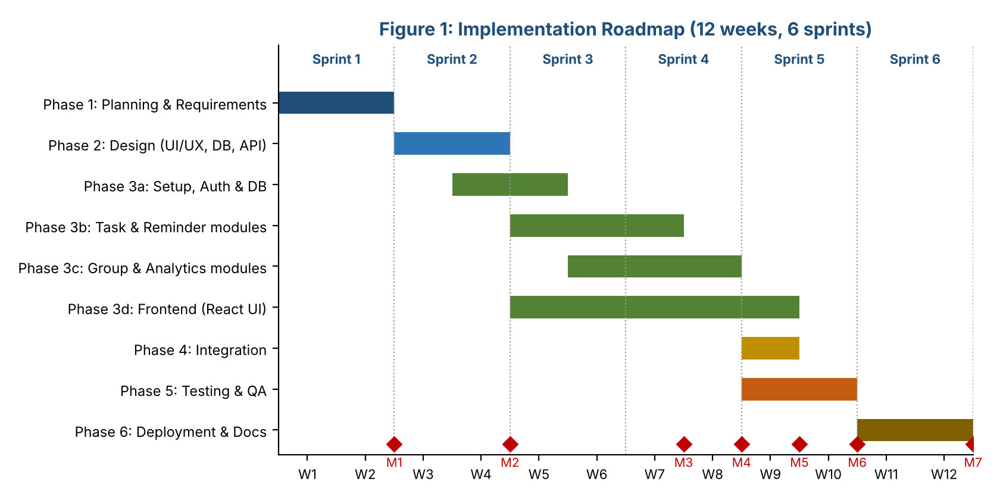 Figure 1: Implementation Roadmap (12 weeks, 6 sprints)
Sprint 1 Sprint 2 Sprint 3 Sprint 4 Sprint 5 Sprint 6
Phase 1: Planning & Requirements
Phase 2: Design (UI/UX, DB, API)
Phase 3a: Setup, Auth & DB
Phase 3b: Task & Reminder modules
Phase 3c: Group & Analytics modules
Phase 3d: Frontend (React UI)
Phase 4: Integration
Phase 5: Testing & QA
Phase 6: Deployment & Docs
M1 M2 M3 M4 M5 M6 M7
W1 W2 W3 W4 W5 W6 W7 W8 W9 W10 W11 W12